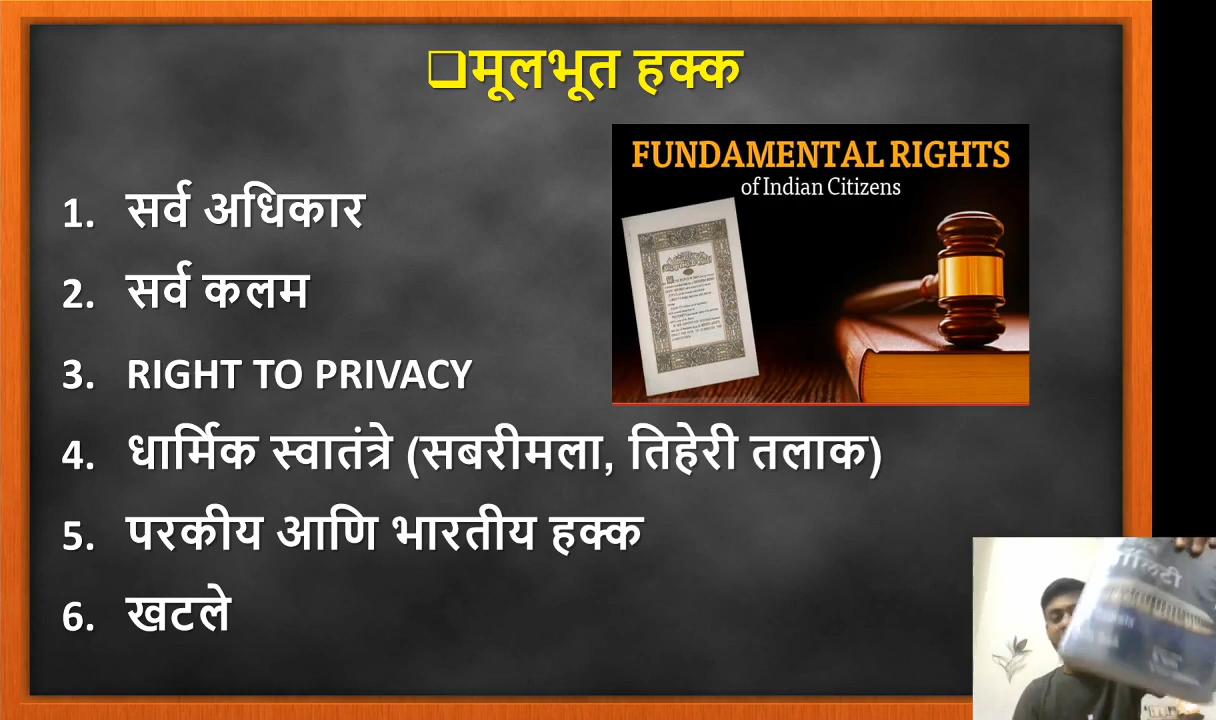 ❑मूलभूत हक्क
FUNDAMENTAL RIGHTS
of Indian Citizens
1. सर्व अधिकार
2. सर्व कलम
3. RIGHT TO PRIVACY
4. धार्मिक स्वातंत्रे (सबरीमला, तिहेरी तलाक)
5. परकीय आणि भारतीय हक्क
6. खटले